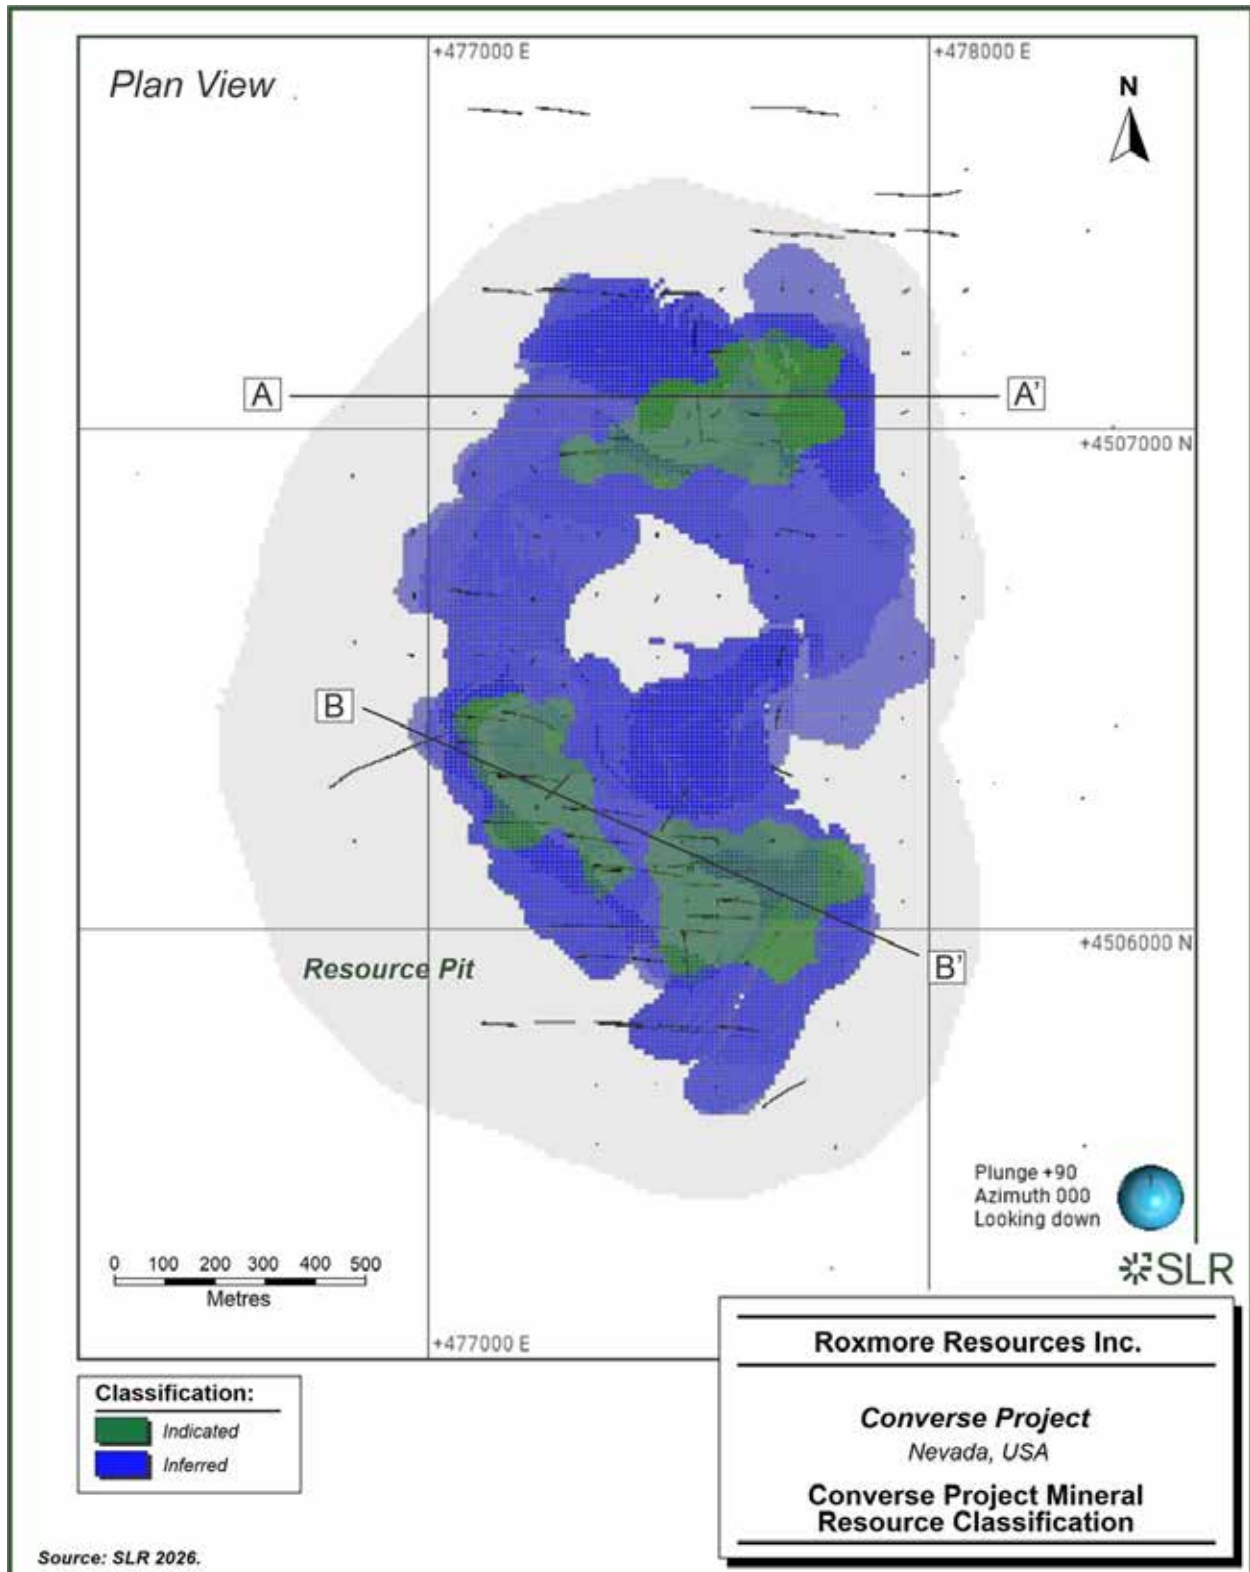 +477000 E
+478000 E
Plan View
N
A
A'
+4507000 N
B
+4506000 N
B'
Resource Pit
Plunge +90
Azimuth 000
Looking down
0 100 200 300 400 500
Metres
SLR
+477000 E
Roxmore Resources Inc.
Converse Project
Nevada, USA
Converse Project Mineral
Resource Classification
Classification:
Indicated
Inferred
Source: SLR 2026.